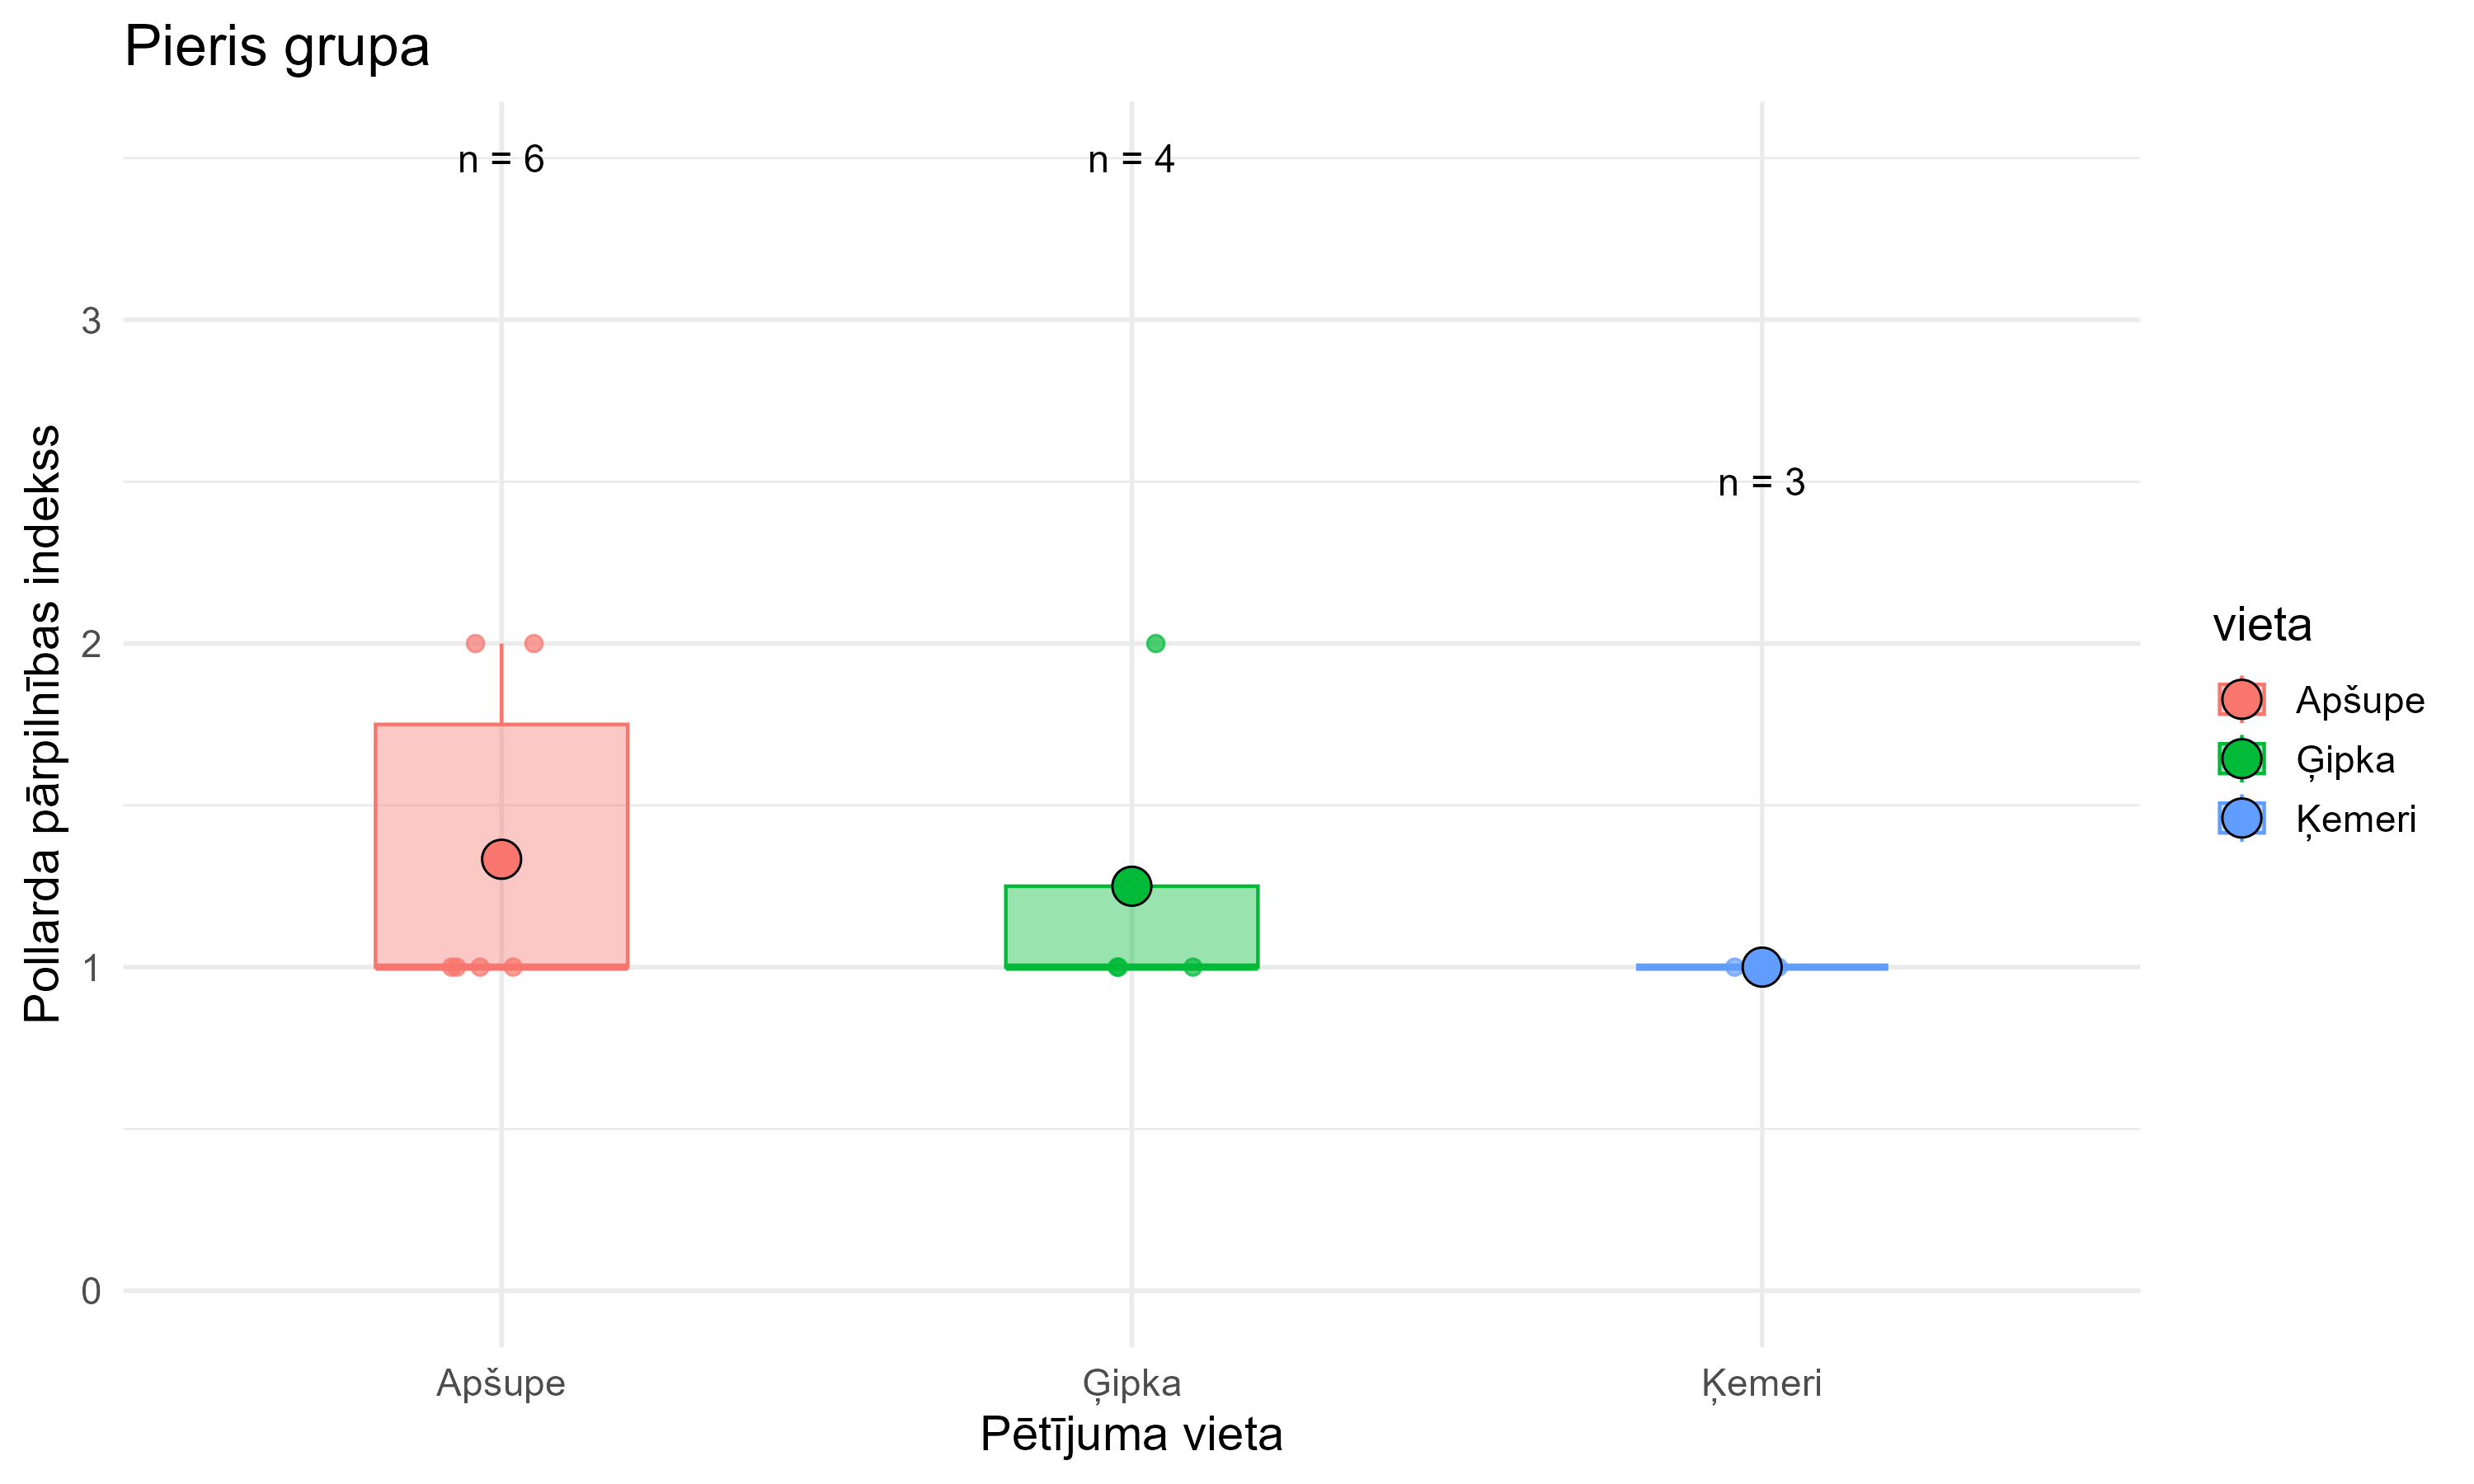 Pieris grupa
n = 6
n = 4
n = 3
3
2
1
0
Pollarda pārpilnības indekss
Apšupe
Ģipka
Ķemeri
Pētījuma vieta
vieta
Apšupe
Ģipka
Ķemeri